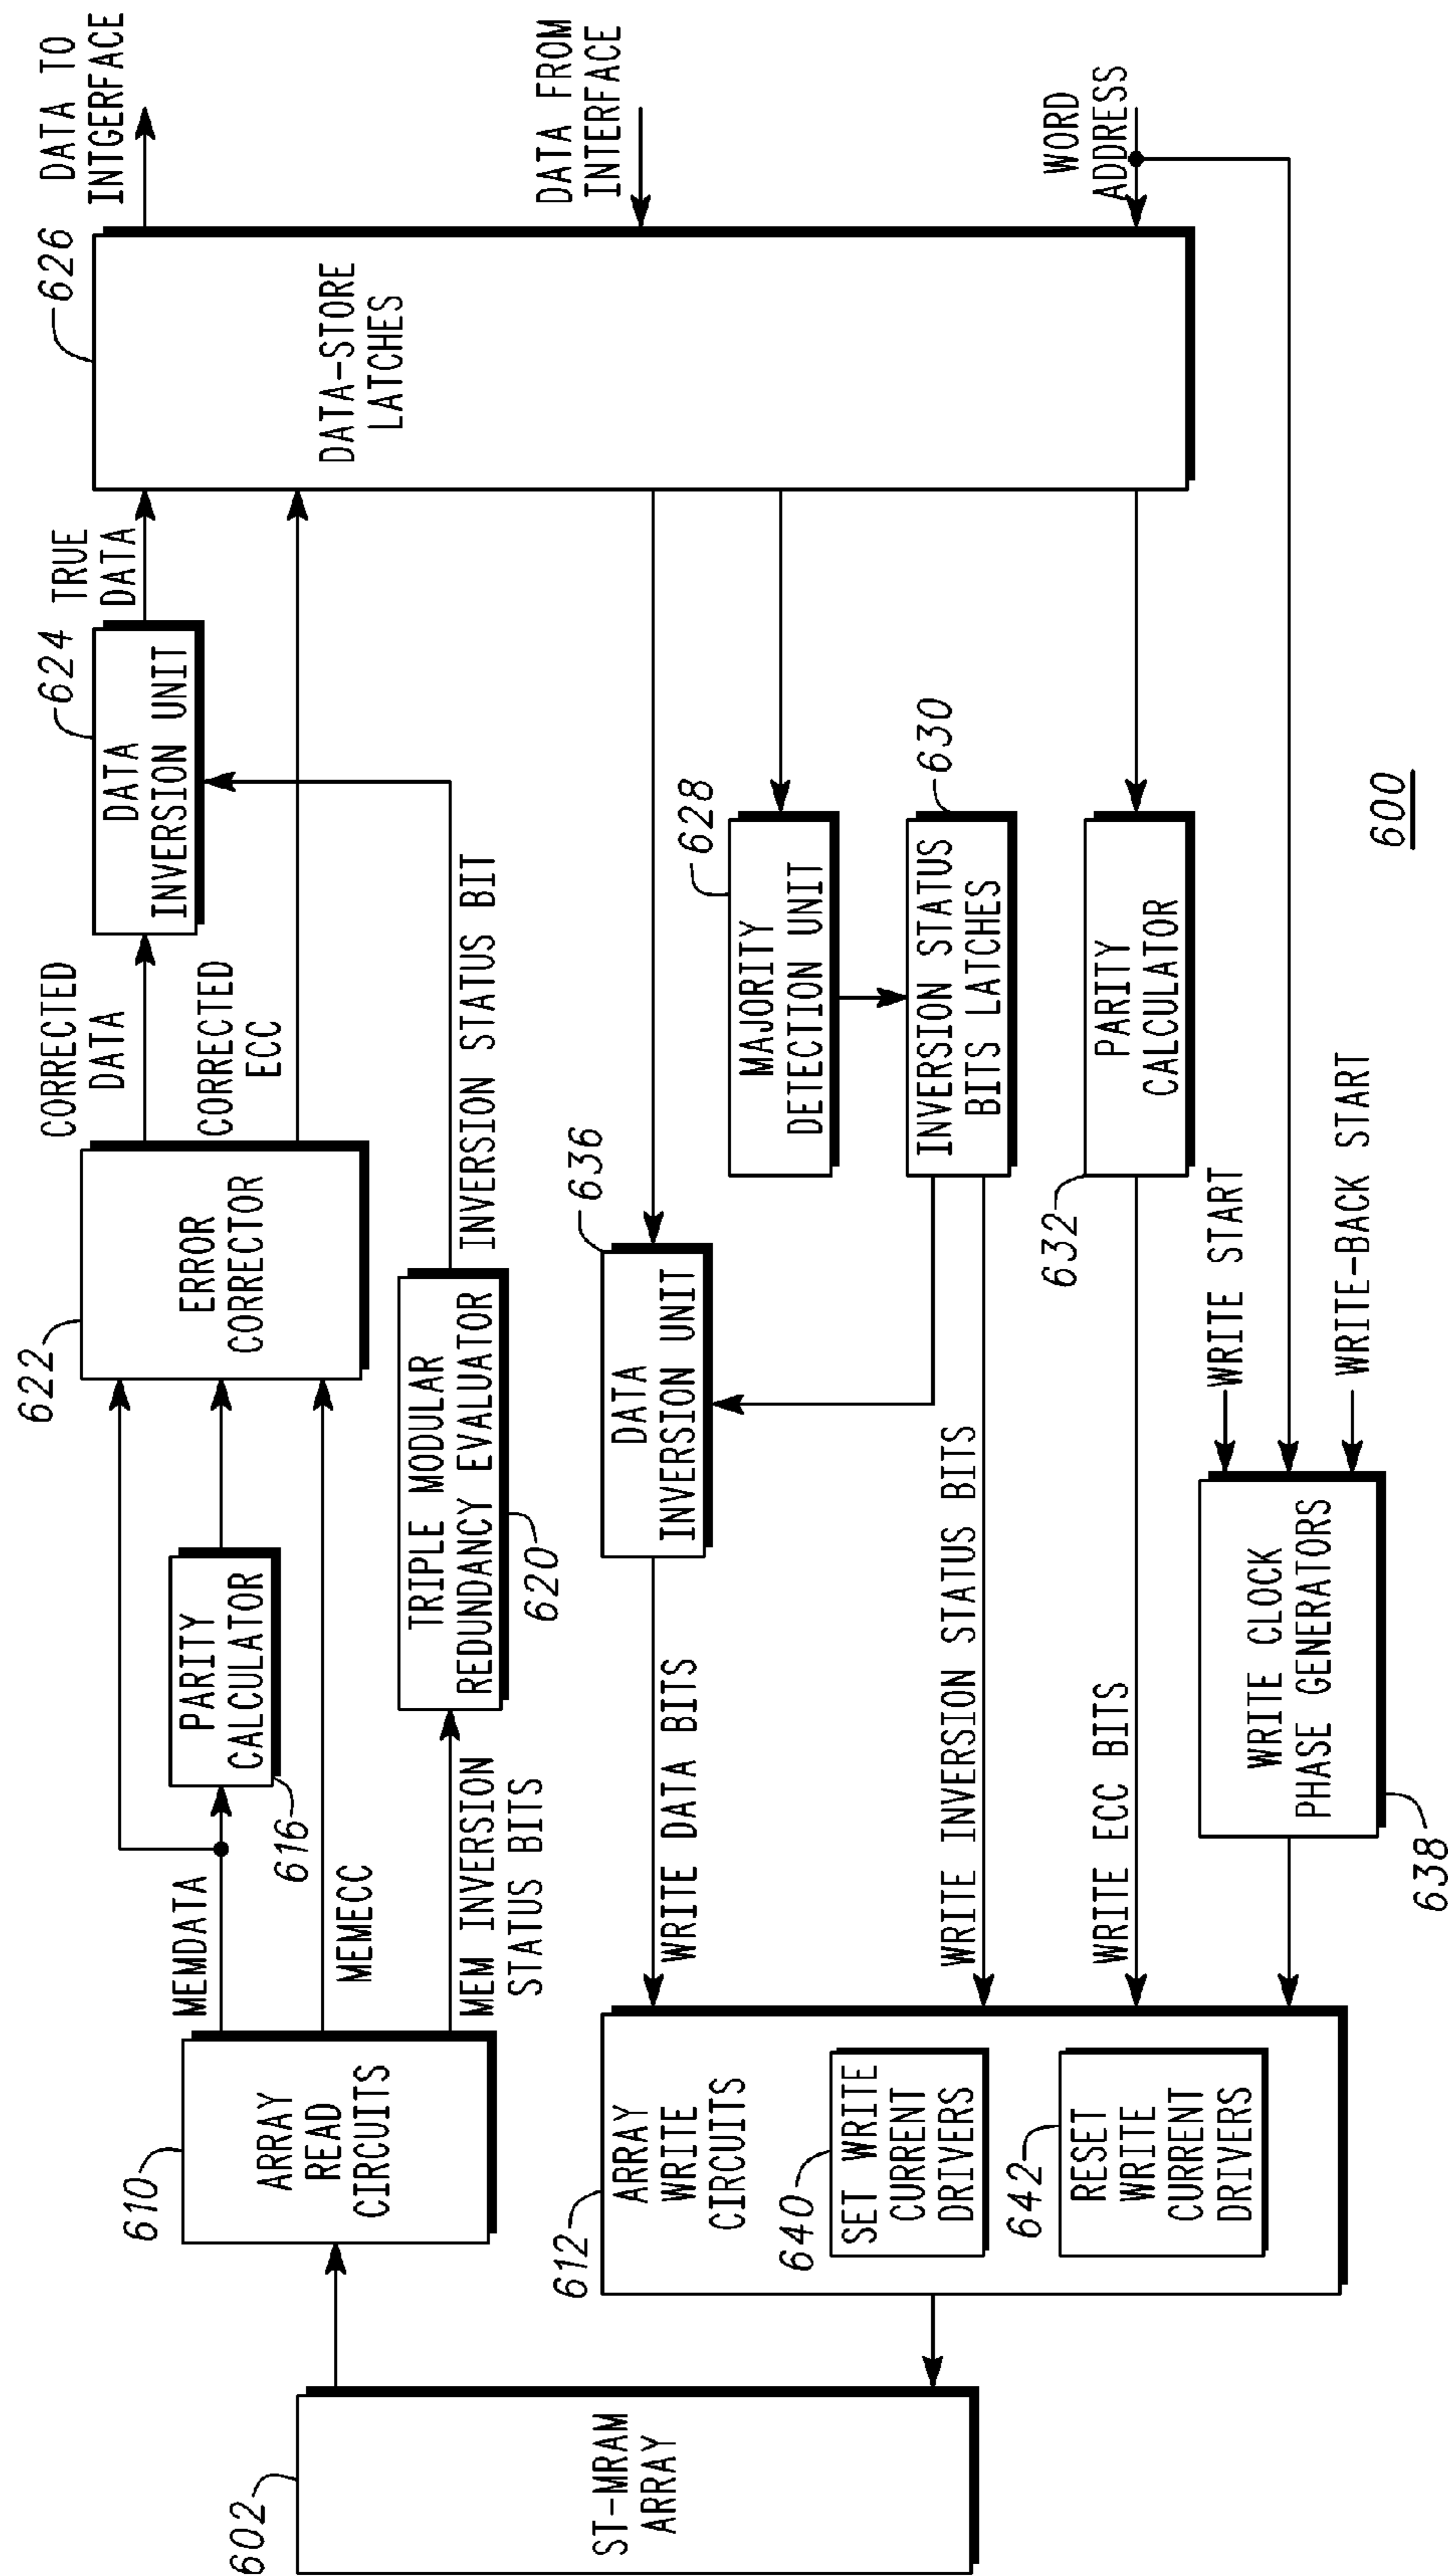 602
ST-MRAM
ARRAY
610
ARRAY
READ
CIRCUITS
612
ARRAY
WRITE
CIRCUITS
640
SET WRITE
CURRENT
DRIVERS
642
RESET
WRITE
CURRENT
DRIVERS
MEMDATA
MEMECC
MEM INVERSION
STATUS BITS
616
PARITY
CALCULATOR
TRIPLE MODULAR
REDUNDANCY EVALUATOR
620
622
ERROR
CORRECTOR
CORRECTED
DATA
CORRECTED
ECC
INVERSION STATUS BIT
624
DATA
INVERSION UNIT
TRUE
DATA
626
DATA-STORE
LATCHES
DATA TO
INTGERFACE
DATA FROM
INTERFACE
WORD
ADDRESS
WRITE DATA BITS
636
DATA
INVERSION UNIT
628
MAJORITY
DETECTION UNIT
630
INVERSION STATUS
BITS LATCHES
WRITE INVERSION STATUS BITS
632
PARITY
CALCULATOR
WRITE ECC BITS
638
WRITE CLOCK
PHASE GENERATORS
WRITE START
WRITE-BACK START
600